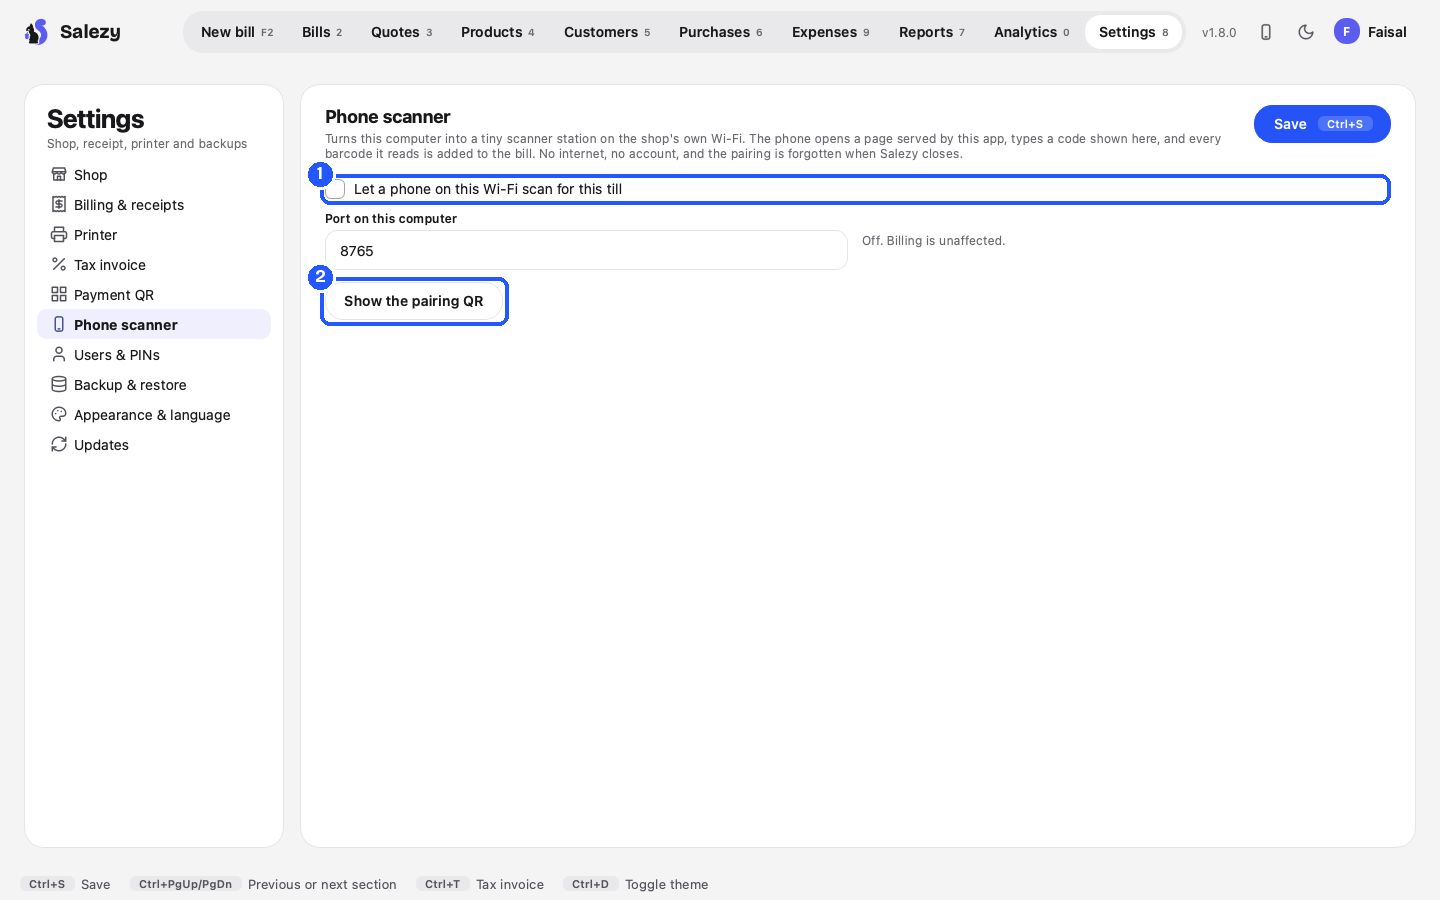 Salezy
New bill F2
Bills 2
Quotes 3
Products 4
Customers 5
Purchases 6
Expenses 9
Reports 7
Analytics 0
Settings 8
v1.8.0
F
Faisal
Settings
Shop, receipt, printer and backups
Shop
Billing & receipts
Printer
Tax invoice
Payment QR
Phone scanner
Users & PINs
Backup & restore
Appearance & language
Updates
Phone scanner
Turns this computer into a tiny scanner station on the shop's own Wi-Fi. The phone opens a page served by this app, types a code shown here, and every
barcode it reads is added to the bill. No internet, no account, and the pairing is forgotten when Salezy closes.
Save Ctrl+S
1
Let a phone on this Wi-Fi scan for this till
Port on this computer
8765
Off. Billing is unaffected.
2
Show the pairing QR
Ctrl+S Save
Ctrl+PgUp/PgDn Previous or next section
Ctrl+T Tax invoice
Ctrl+D Toggle theme